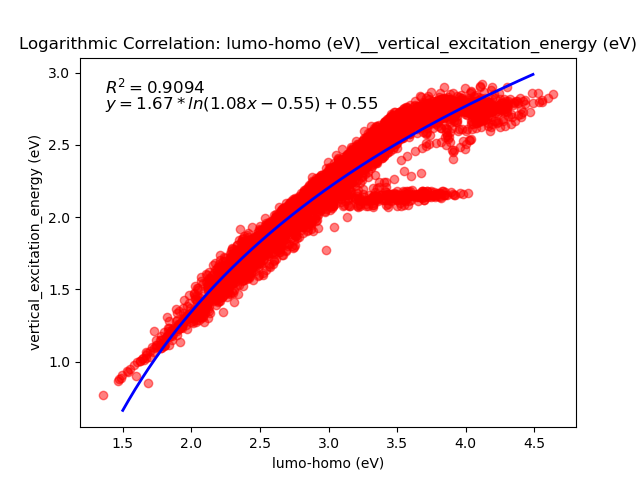 Logarithmic Correlation: lumo-homo (eV)__vertical_excitation_energy (eV)
R² = 0.9094
y = 1.67 * ln(1.08x − 0.55) + 0.55
3.0
2.5
2.0
1.5
1.0
vertical_excitation_energy (eV)
1.5 2.0 2.5 3.0 3.5 4.0 4.5
lumo-homo (eV)